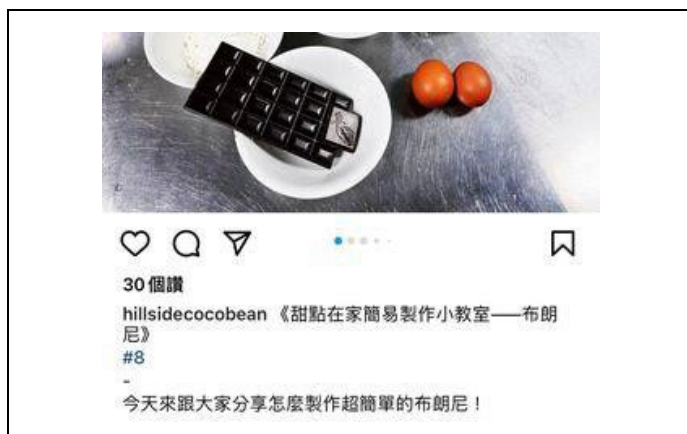 30 個讚
hillsidecocobean 《甜點在家簡易製作小教室——布朗
尼》
#8
-
今天來跟大家分享怎麼製作超簡單的布朗尼！